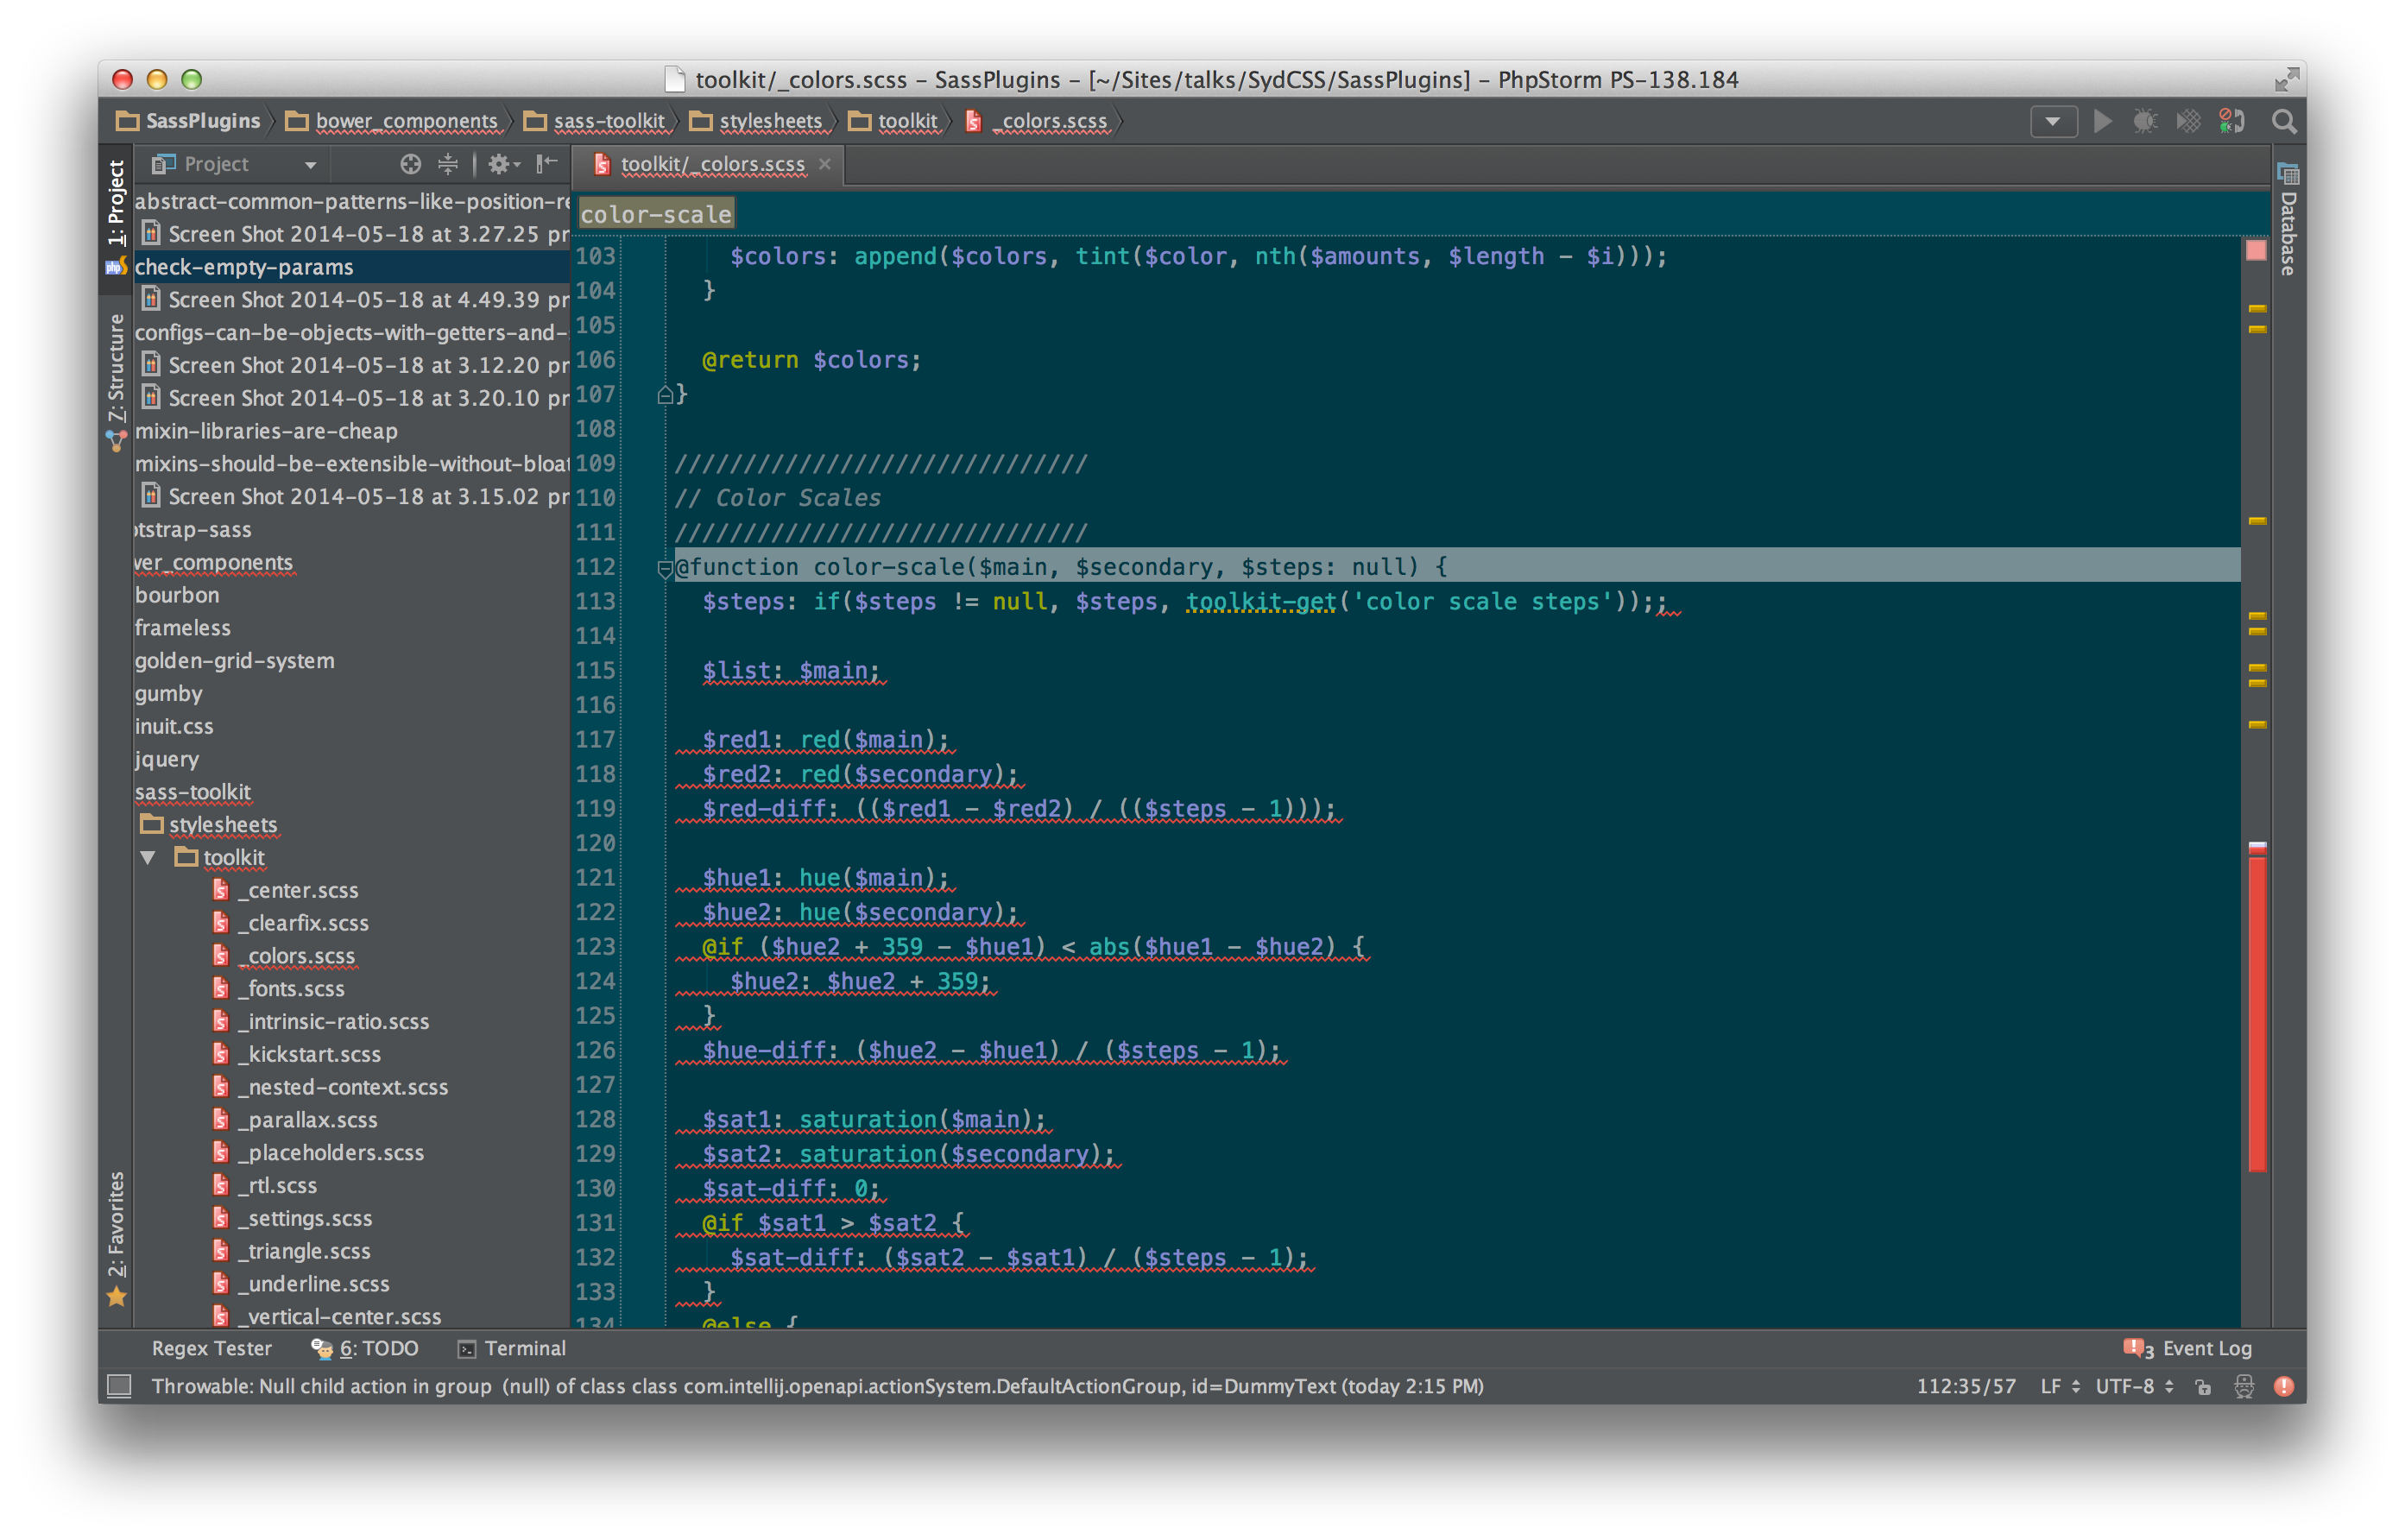 toolkit/_colors.scss – SassPlugins – [~/Sites/talks/SydCSS/SassPlugins] – PhpStorm PS-138.184
SassPlugins bower_components sass-toolkit stylesheets toolkit _colors.scss
1: Project
7: Structure
2: Favorites
Project
abstract-common-patterns-like-position-re
Screen Shot 2014-05-18 at 3.27.25 pr
check-empty-params
Screen Shot 2014-05-18 at 4.49.39 pr
configs-can-be-objects-with-getters-and-
Screen Shot 2014-05-18 at 3.12.20 pr
Screen Shot 2014-05-18 at 3.20.10 pr
mixin-libraries-are-cheap
mixins-should-be-extensible-without-bloat
Screen Shot 2014-05-18 at 3.15.02 pr
otstrap-sass
wer_components
bourbon
frameless
golden-grid-system
gumby
inuit.css
jquery
sass-toolkit
stylesheets
toolkit
_center.scss
_clearfix.scss
_colors.scss
_fonts.scss
_intrinsic-ratio.scss
_kickstart.scss
_nested-context.scss
_parallax.scss
_placeholders.scss
_rtl.scss
_settings.scss
_triangle.scss
_underline.scss
_vertical-center.scss
toolkit/_colors.scss
color-scale
103 $colors: append($colors, tint($color, nth($amounts, $length - $i)));
104 }
105
106 @return $colors;
107 }
108
109 //////////////////////////////
110 // Color Scales
111 //////////////////////////////
112 @function color-scale($main, $secondary, $steps: null) {
113 $steps: if($steps != null, $steps, toolkit-get('color scale steps'));;
114
115 $list: $main;
116
117 $red1: red($main);
118 $red2: red($secondary);
119 $red-diff: (($red1 - $red2) / (($steps - 1)));
120
121 $hue1: hue($main);
122 $hue2: hue($secondary);
123 @if ($hue2 + 359 - $hue1) < abs($hue1 - $hue2) {
124 $hue2: $hue2 + 359;
125 }
126 $hue-diff: ($hue2 - $hue1) / ($steps - 1);
127
128 $sat1: saturation($main);
129 $sat2: saturation($secondary);
130 $sat-diff: 0;
131 @if $sat1 > $sat2 {
132 $sat-diff: ($sat2 - $sat1) / ($steps - 1);
133 }
134 @else {
Database
Regex Tester 6: TODO Terminal 3 Event Log
Throwable: Null child action in group (null) of class class com.intellij.openapi.actionSystem.DefaultActionGroup, id=DummyText (today 2:15 PM) 112:35/57 LF UTF-8